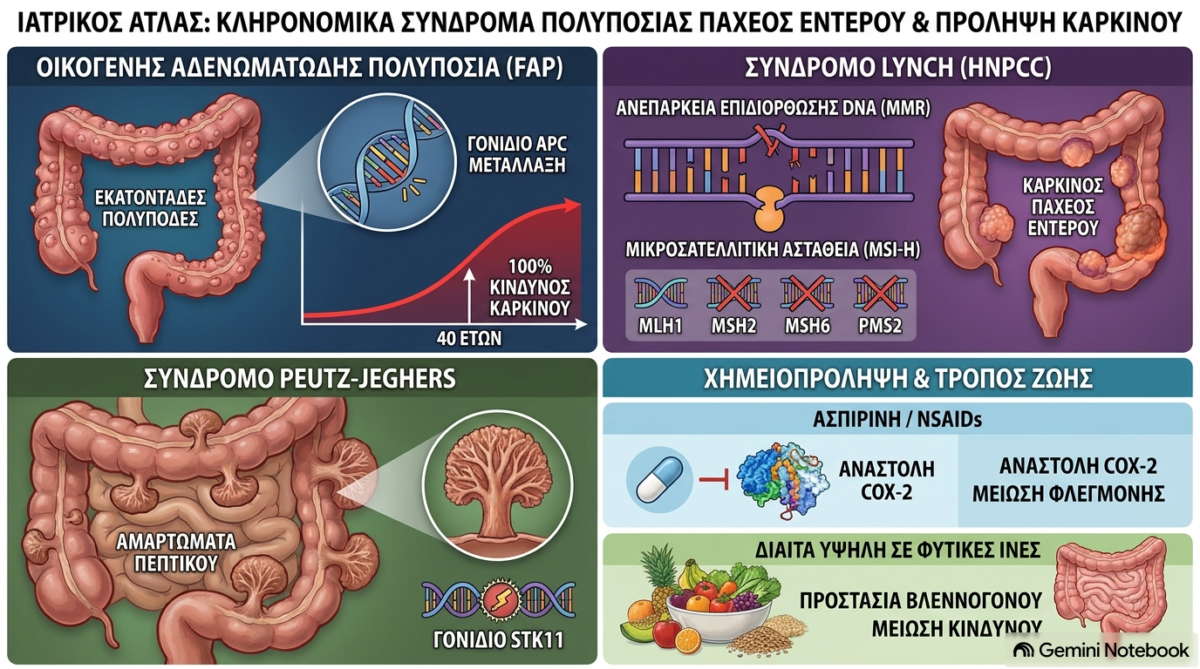 ΙΑΤΡΙΚΟΣ ΑΤΛΑΣ: ΚΛΗΡΟΝΟΜΙΚΑ ΣΥΝΔΡΟΜΑ ΠΟΛΥΠΟΣΙΑΣ ΠΑΧΕΟΣ ΕΝΤΕΡΟΥ & ΠΡΟΛΗΨΗ ΚΑΡΚΙΝΟΥ
ΟΙΚΟΓΕΝΗΣ ΑΔΕΝΩΜΑΤΩΔΗΣ ΠΟΛΥΠΟΣΙΑ (FAP)
ΕΚΑΤΟΝΤΑΔΕΣ
ΠΟΛΥΠΟΔΕΣ
ΓΟΝΙΔΙΟ APC
ΜΕΤΑΛΛΑΞΗ
100%
ΚΙΝΔΥΝΟΣ
ΚΑΡΚΙΝΟΥ
40 ΕΤΩΝ
ΣΥΝΔΡΟΜΟ LYNCH (HNPCC)
ΑΝΕΠΑΡΚΕΙΑ ΕΠΙΔΙΟΡΘΩΣΗΣ DNA (MMR)
ΜΙΚΡΟΣΑΤΕΛΛΙΤΙΚΗ ΑΣΤΑΘΕΙΑ (MSI-H)
MLH1
MSH2
MSH6
PMS2
ΚΑΡΚΙΝΟΣ
ΠΑΧΕΟΣ
ΕΝΤΕΡΟΥ
ΣΥΝΔΡΟΜΟ PEUTZ-JEGHERS
ΑΜΑΡΤΩΜΑΤΑ
ΠΕΠΤΙΚΟΥ
ΓΟΝΙΔΙΟ STK11
ΧΗΜΕΙΟΠΡΟΛΗΨΗ & ΤΡΟΠΟΣ ΖΩΗΣ
ΑΣΠΙΡΙΝΗ / NSAIDs
ΑΝΑΣΤΟΛΗ
COX-2
ΑΝΑΣΤΟΛΗ COX-2
ΜΕΙΩΣΗ ΦΛΕΓΜΟΝΗΣ
ΔΙΑΙΤΑ ΥΨΗΛΗ ΣΕ ΦΥΤΙΚΕΣ ΙΝΕΣ
ΠΡΟΣΤΑΣΙΑ ΒΛΕΝΝΟΓΟΝΟΥ
ΜΕΙΩΣΗ ΚΙΝΔΥΝΟΥ
Gemini Notebook